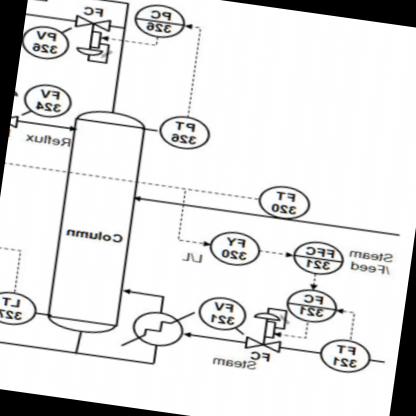 FC
PC
326
PV
326
FV
324
PT
326
Reflux
FT
320
Column
L/L
FY
320
FFC
321
Steam
/Feed
FC
321
FV
321
LT
327
FC
Steam
FT
321